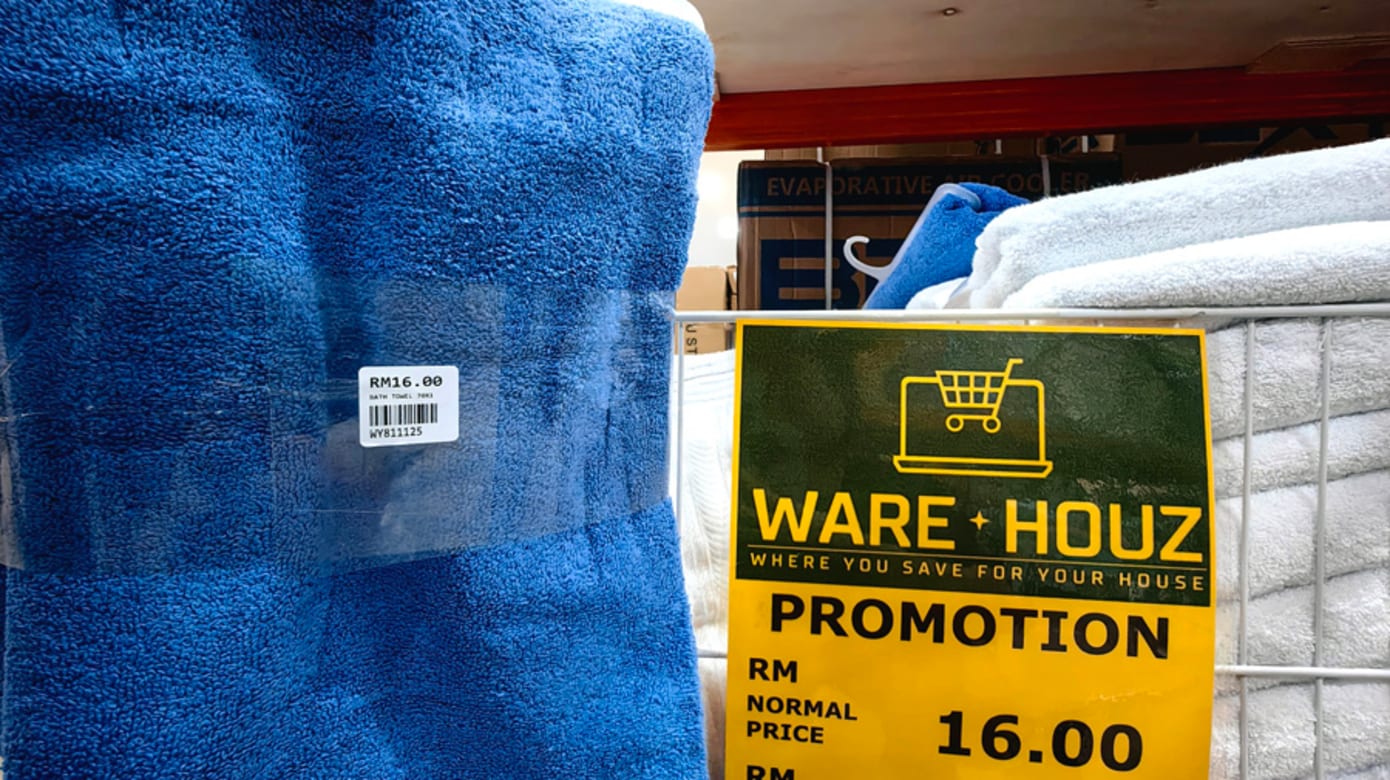 RM16.00
BATH TOWEL 7083
WY811125
EVAPORATIVE AIR COOLER
WARE HOUZ
WHERE YOU SAVE FOR YOUR HOUSE
PROMOTION
RM
NORMAL
PRICE
16.00
RM